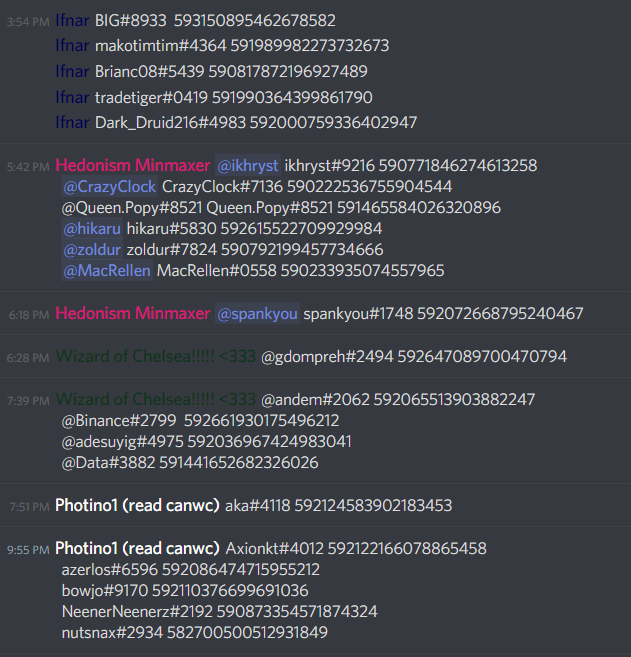 3:54 PM Ifnar BIG#8933 593150895462678582
Ifnar makotimtim#4364 591989982273732673
Ifnar Brianc08#5439 590817872196927489
Ifnar tradetiger#0419 591990364399861790
Ifnar Dark_Druid216#4983 592000759336402947
5:42 PM Hedonism Minmaxer @ikhryst ikhryst#9216 590771846274613258
@CrazyClock CrazyClock#7136 590222536755904544
@Queen.Popy#8521 Queen.Popy#8521 591465584026320896
@hikaru hikaru#5830 592615522709929984
@zoldur zoldur#7824 590792199457734666
@MacRellen MacRellen#0558 590233935074557965
6:18 PM Hedonism Minmaxer @spankyou spankyou#1748 592072668795240467
6:28 PM Wizard of Chelsea!!!!! <333 @gdompreh#2494 592647089700470794
7:39 PM Wizard of Chelsea!!!!! <333 @andem#2062 592065513903882247
@Binance#2799 592661930175496212
@adesuyig#4975 592036967424983041
@Data#3882 591441652682326026
7:51 PM Photino1 (read canwc) aka#4118 592124583902183453
9:55 PM Photino1 (read canwc) Axionkt#4012 592122166078865458
azerlos#6596 592086474715955212
bowjo#9170 592110376699691036
NeenerNeenerz#2192 590873354571874324
nutsnax#2934 582700500512931849